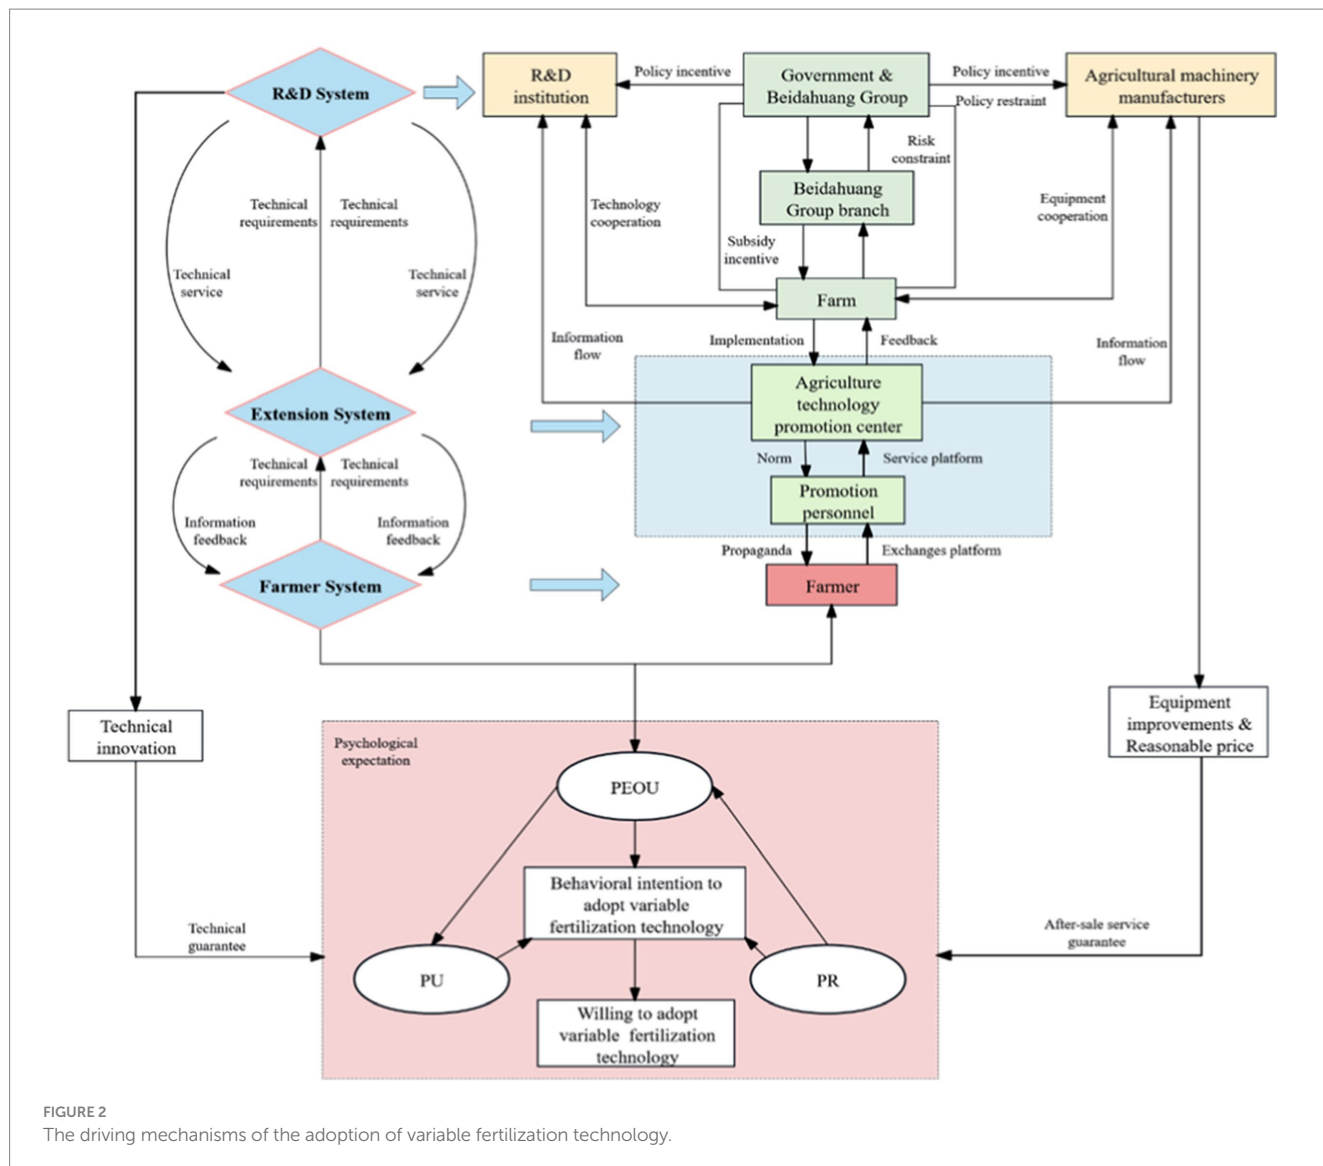 R&D System
R&D
institution
Policy incentive
Government &
Beidahuang Group
Policy incentive
Policy restraint
Agricultural machinery
manufacturers
Risk
constraint
Beidahuang
Group branch
Technical
requirements
Technical
requirements
Technology
cooperation
Equipment
cooperation
Subsidy
incentive
Technical
service
Technical
service
Farm
Information
flow
Implementation
Feedback
Information
flow
Agriculture
technology
promotion center
Extension System
Norm
Service platform
Technical
requirements
Technical
requirements
Promotion
personnel
Information
feedback
Information
feedback
Propaganda
Exchanges platform
Farmer System
Farmer
Technical
innovation
Equipment
improvements &
Reasonable price
Psychological
expectation
PEOU
Behavioral intention to
adopt variable
fertilization technology
Technical
guarantee
After-sale service
guarantee
PU
PR
Willing to adopt
variable fertilization
technology
FIGURE 2
The driving mechanisms of the adoption of variable fertilization technology.